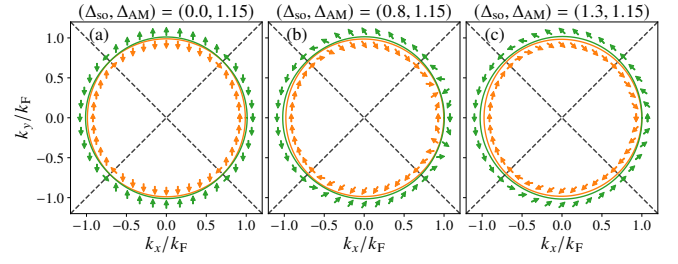 (Δso, ΔAM) = (0.0, 1.15) (Δso, ΔAM) = (0.8, 1.15) (Δso, ΔAM) = (1.3, 1.15)
(a) (b) (c)
1.0
0.5
0.0
−0.5
−1.0
ky/kF
−1.0 −0.5 0.0 0.5 1.0 −1.0 −0.5 0.0 0.5 1.0 −1.0 −0.5 0.0 0.5 1.0
kx/kF kx/kF kx/kF